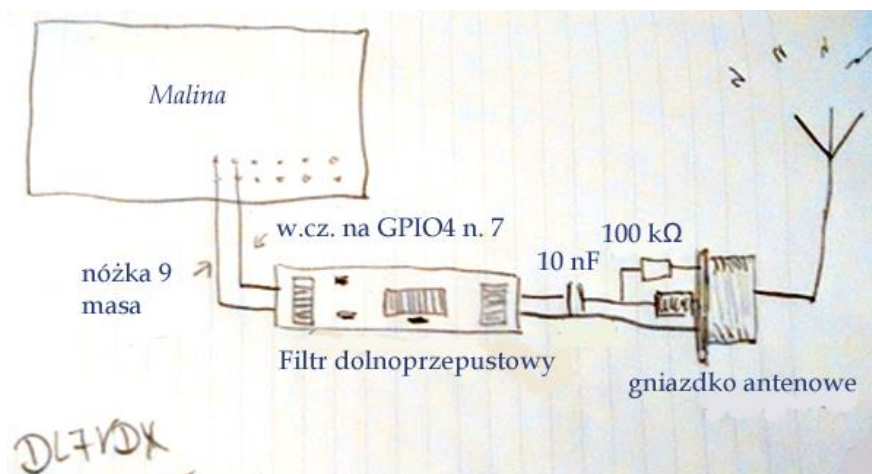 Malina
w.cz. na GPIO4 n. 7
nóżka 9
masa
100 kΩ
10 nF
Filtr dolnoprzepustowy
gniazdko antenowe
DL7VDX